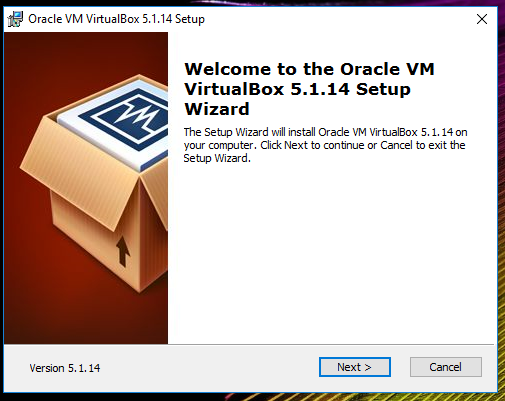 Oracle VM VirtualBox 5.1.14 Setup
Welcome to the Oracle VM
VirtualBox 5.1.14 Setup
Wizard
The Setup Wizard will install Oracle VM VirtualBox 5.1.14 on
your computer. Click Next to continue or Cancel to exit the
Setup Wizard.
Version 5.1.14
Next >
Cancel